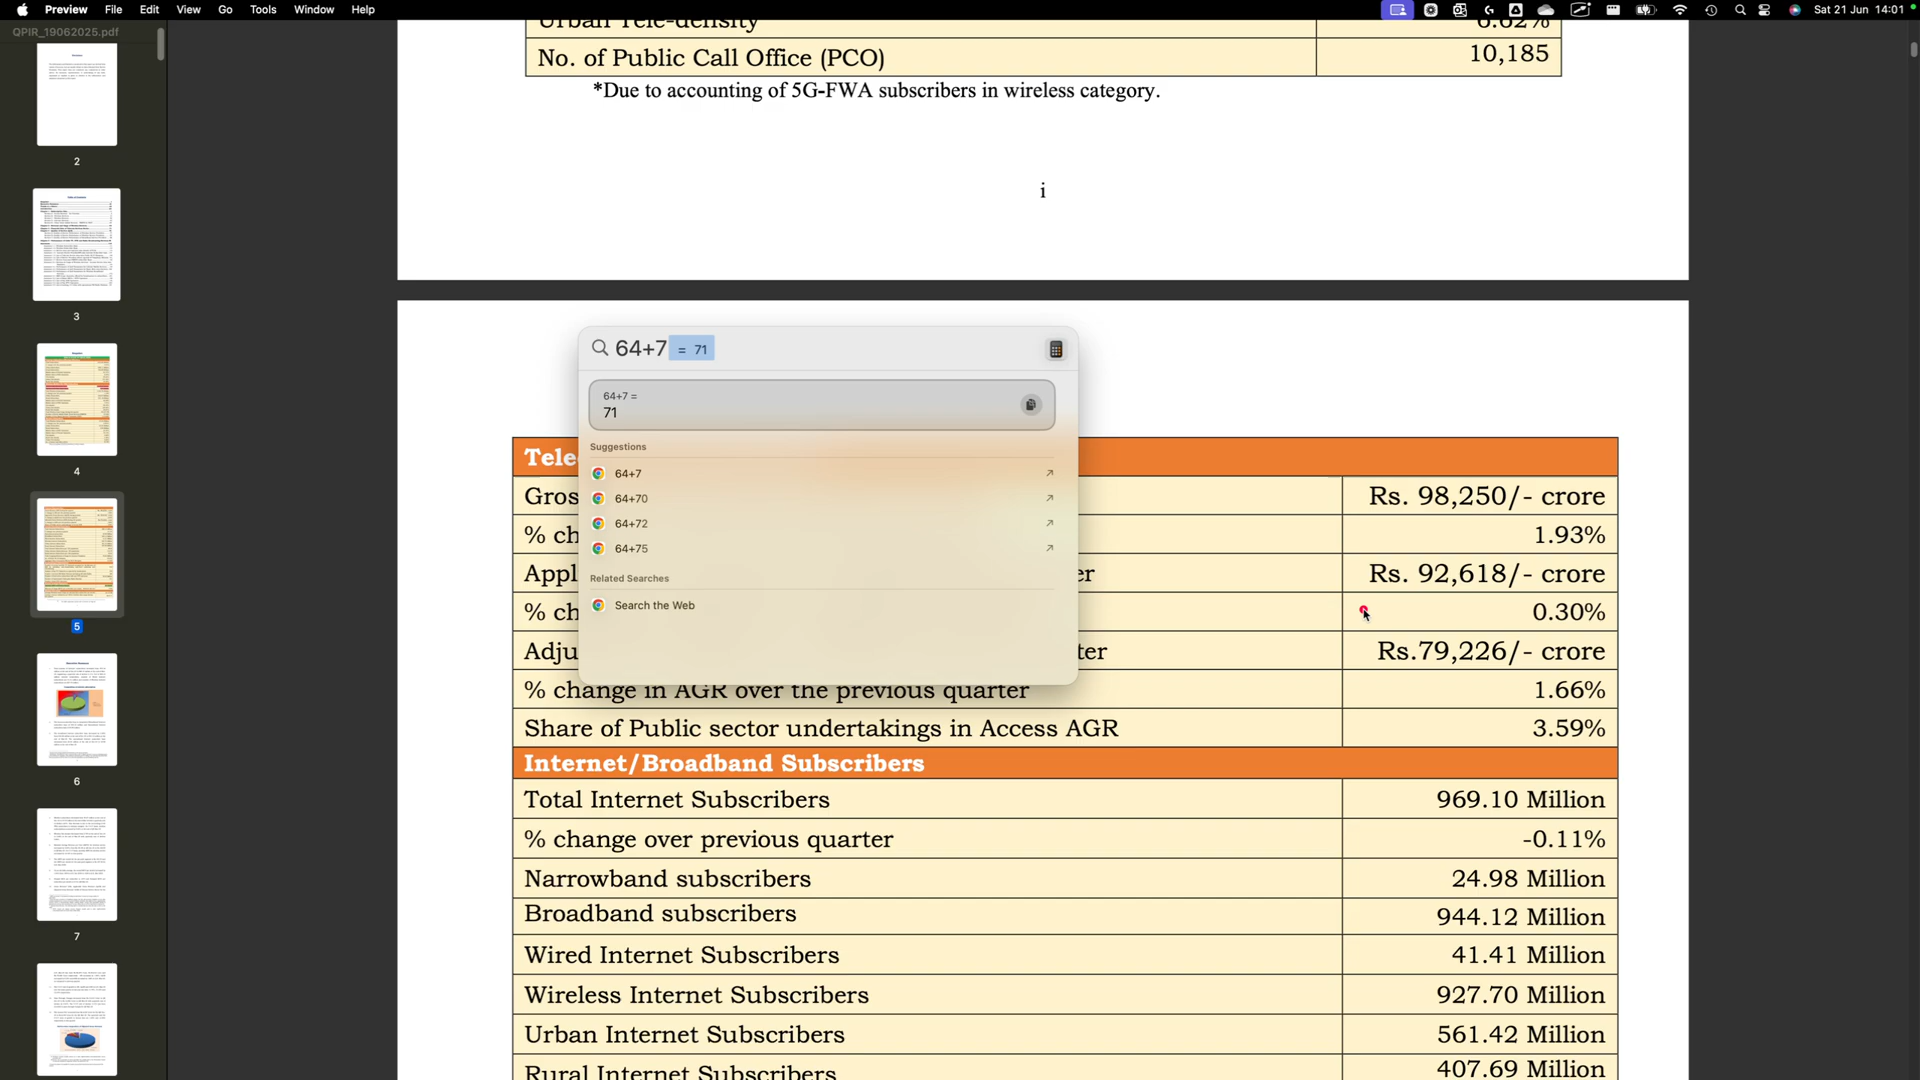 Preview File Edit View Go Tools Window Help
Sat 21 Jun 14:01
QPIR_19062025.pdf
2
3
4
5
6
7
Urban Tele-density 6.62%
No. of Public Call Office (PCO) 10,185
*Due to accounting of 5G-FWA subscribers in wireless category.
i
64+7 = 71
64+7 =
71
Suggestions
64+7
64+70
64+72
64+75
Related Searches
Search the Web
Tele
Gros Rs. 98,250/- crore
% ch 1.93%
Appl er Rs. 92,618/- crore
% ch 0.30%
Adju ter Rs.79,226/- crore
% change in AGR over the previous quarter 1.66%
Share of Public sector undertakings in Access AGR 3.59%
Internet/Broadband Subscribers
Total Internet Subscribers 969.10 Million
% change over previous quarter -0.11%
Narrowband subscribers 24.98 Million
Broadband subscribers 944.12 Million
Wired Internet Subscribers 41.41 Million
Wireless Internet Subscribers 927.70 Million
Urban Internet Subscribers 561.42 Million
Rural Internet Subscribers 407.69 Million